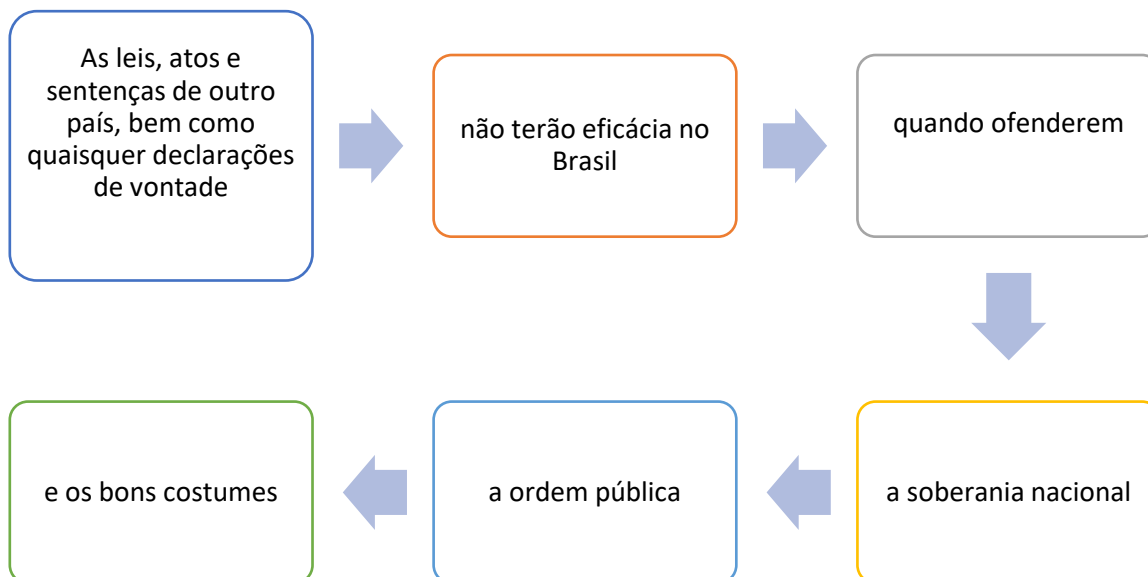 As leis, atos e
sentenças de outro
país, bem como
quaisquer declarações
de vontade
não terão eficácia no
Brasil
quando ofenderem
a soberania nacional
a ordem pública
e os bons costumes